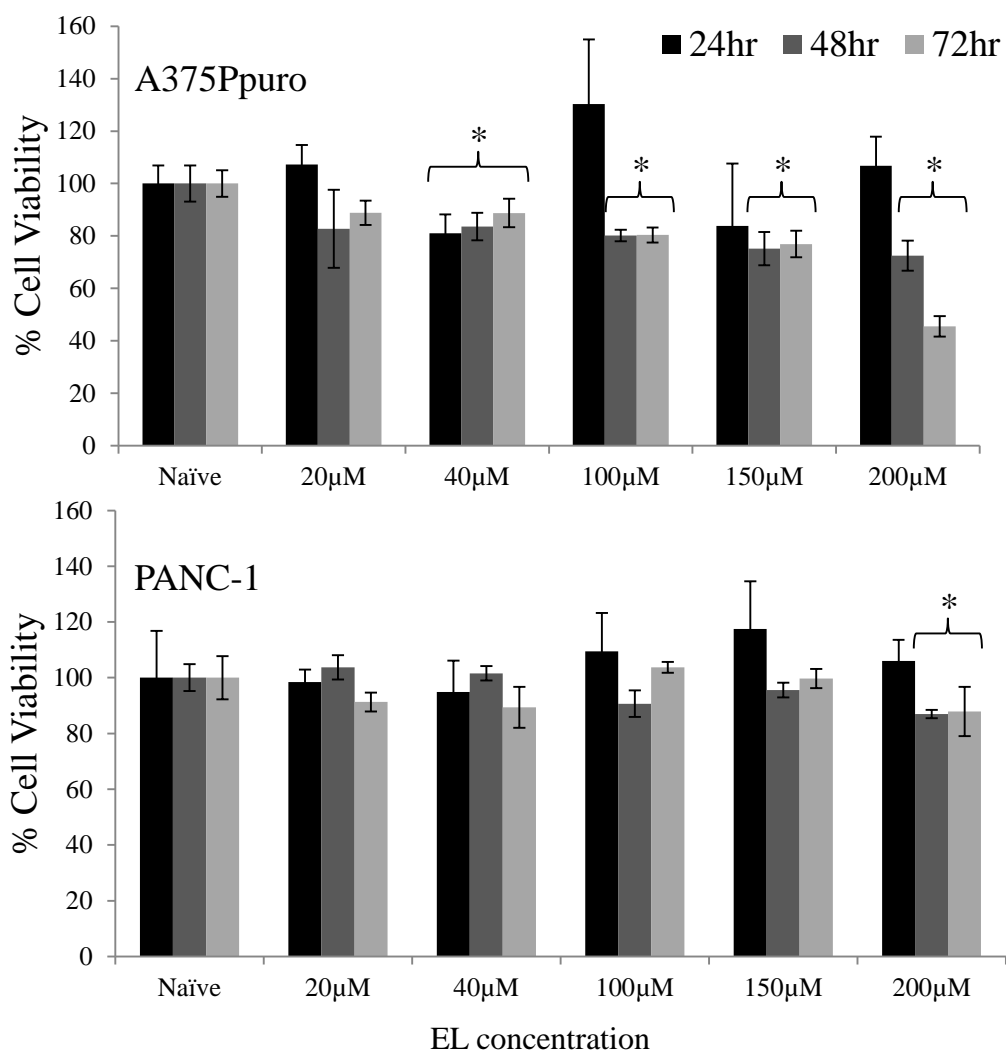 160
24hr 48hr 72hr
140
A375Ppuro
120
*
* * *
100
80
60
40
20
0
% Cell Viability
Naïve 20µM 40µM 100µM 150µM 200µM
160
140
PANC-1
120
*
100
80
60
40
20
0
% Cell Viability
Naïve 20µM 40µM 100µM 150µM 200µM
EL concentration